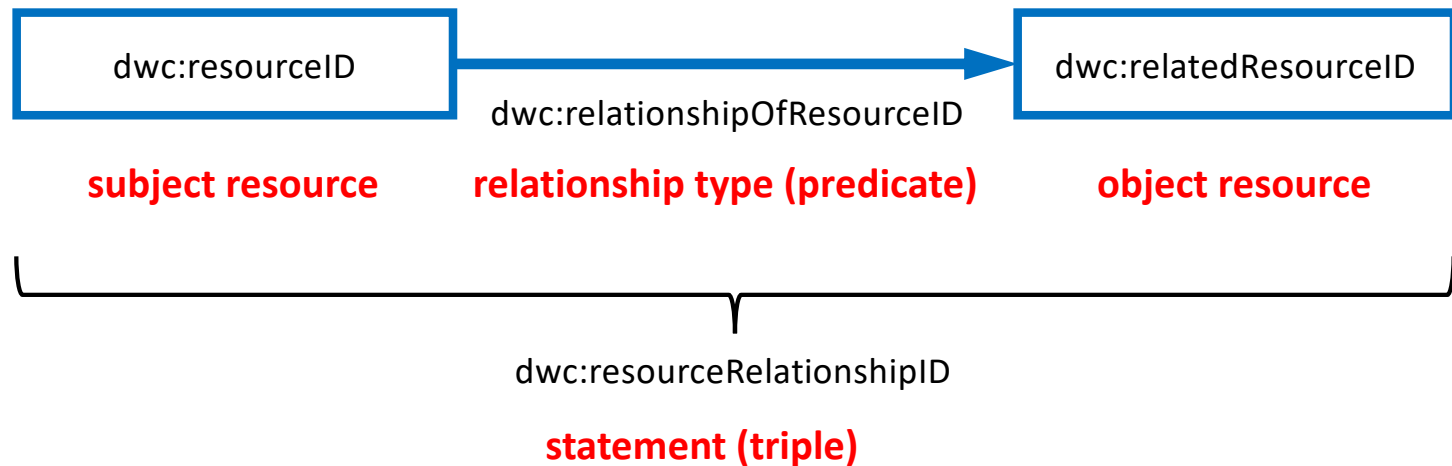 dwc:resourceID
dwc:relatedResourceID
dwc:relationshipOfResourceID
subject resource
relationship type (predicate)
object resource
dwc:resourceRelationshipID
statement (triple)